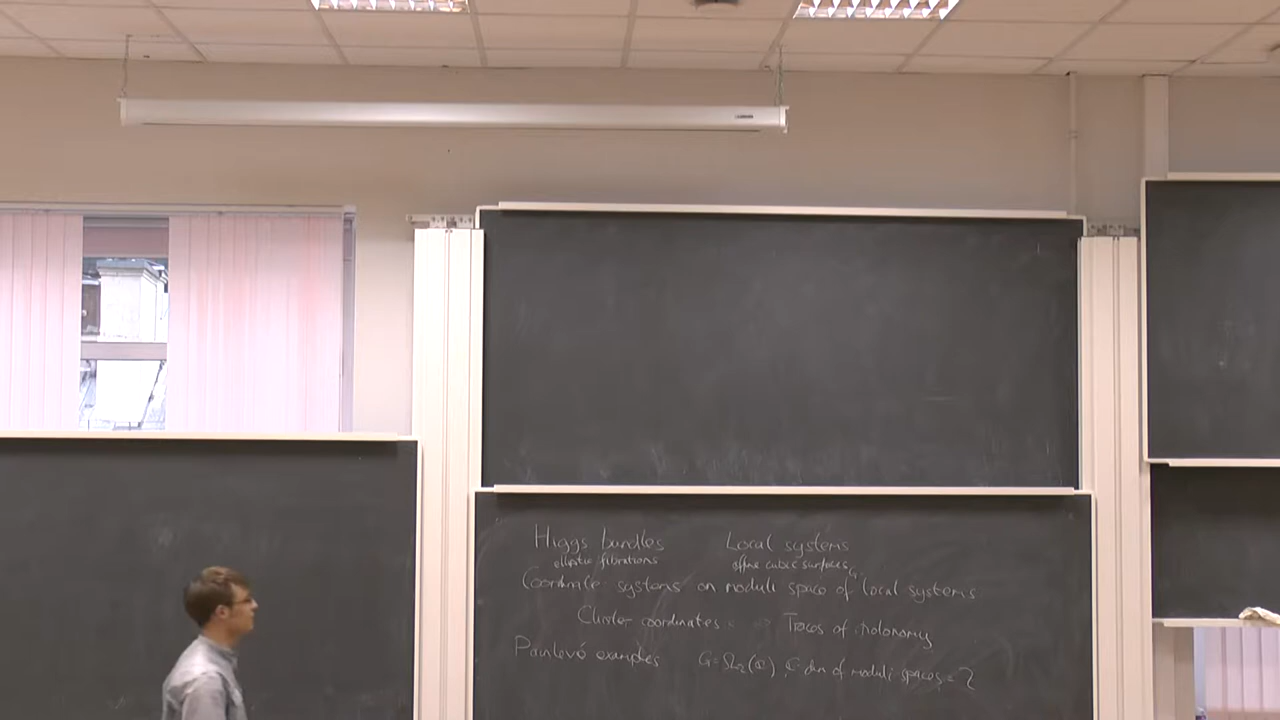 Higgs bundles Local systems
elliptic fibrations affine cubic surfaces
Coordinate systems on moduli space of local systems
Cluster coordinates Traces of holonomy
Painlevé examples G=SL₂(ℂ), ℂ dim of moduli spaces = 2